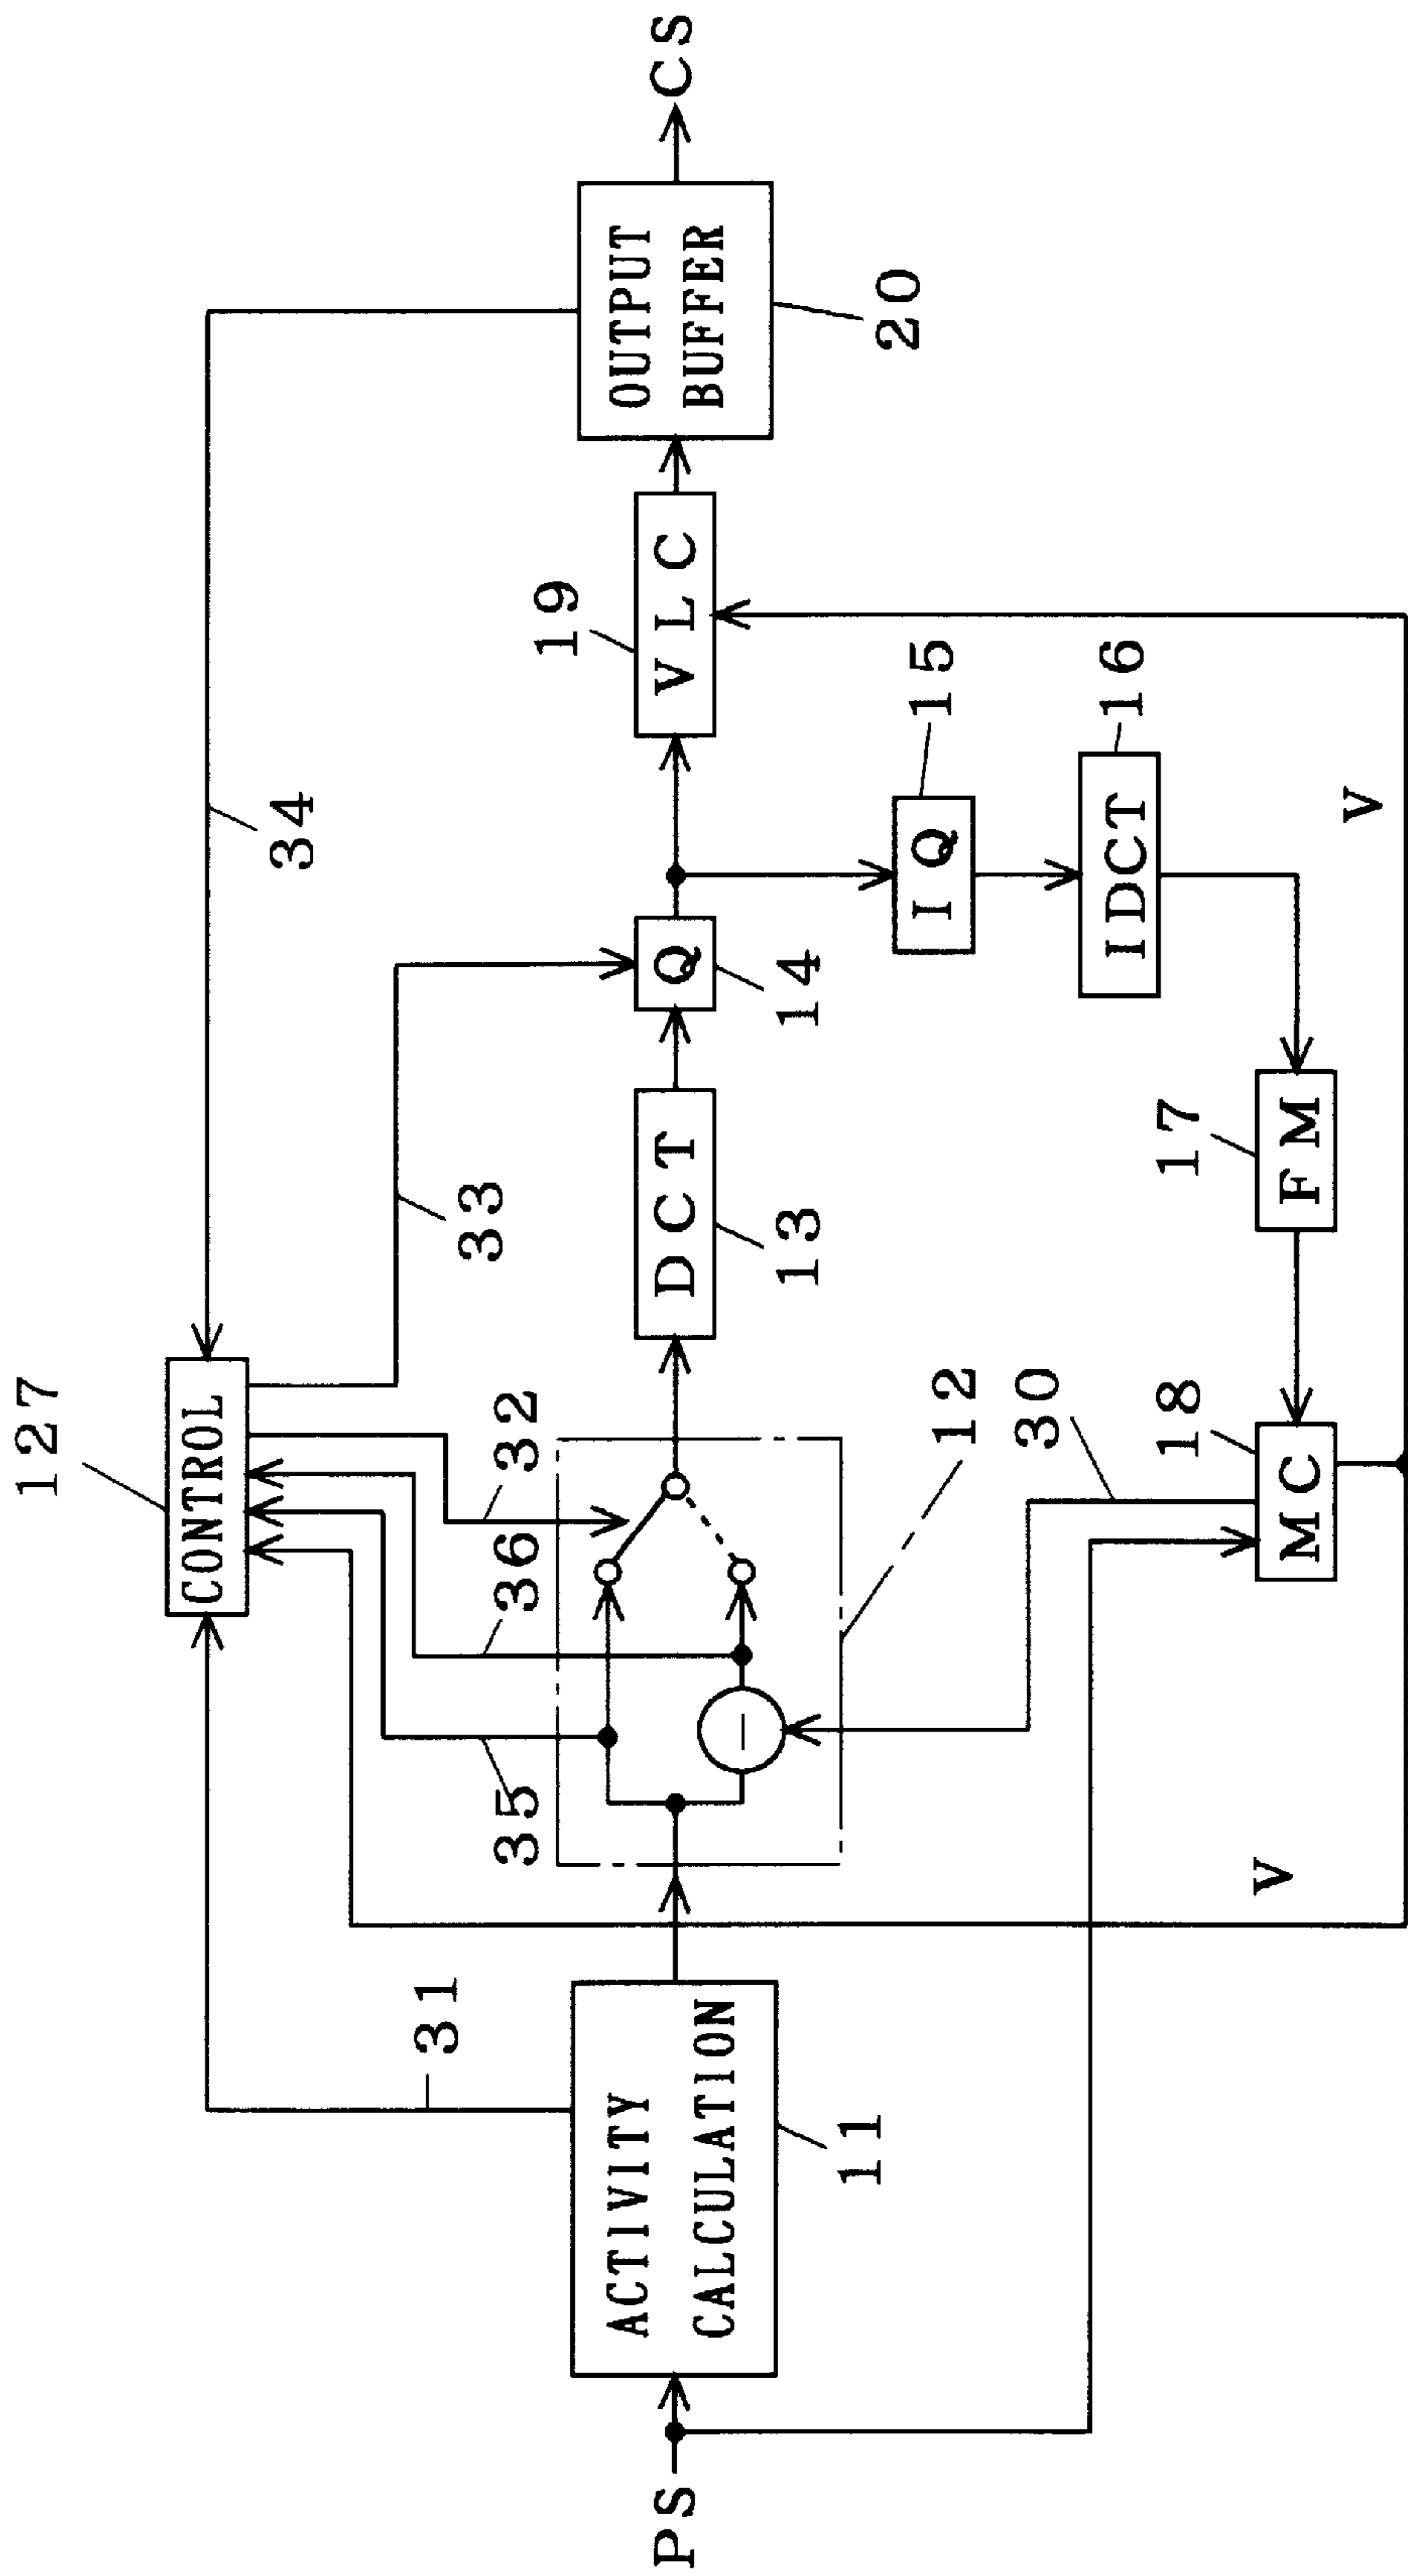 127
CONTROL
34
33
31
35
36
32
19
PS
ACTIVITY
CALCULATION
11
12
DCT
13
Q
14
VLC
OUTPUT
BUFFER
20
CS
IQ
15
IDCT
16
30
V
MC
18
FM
17
V